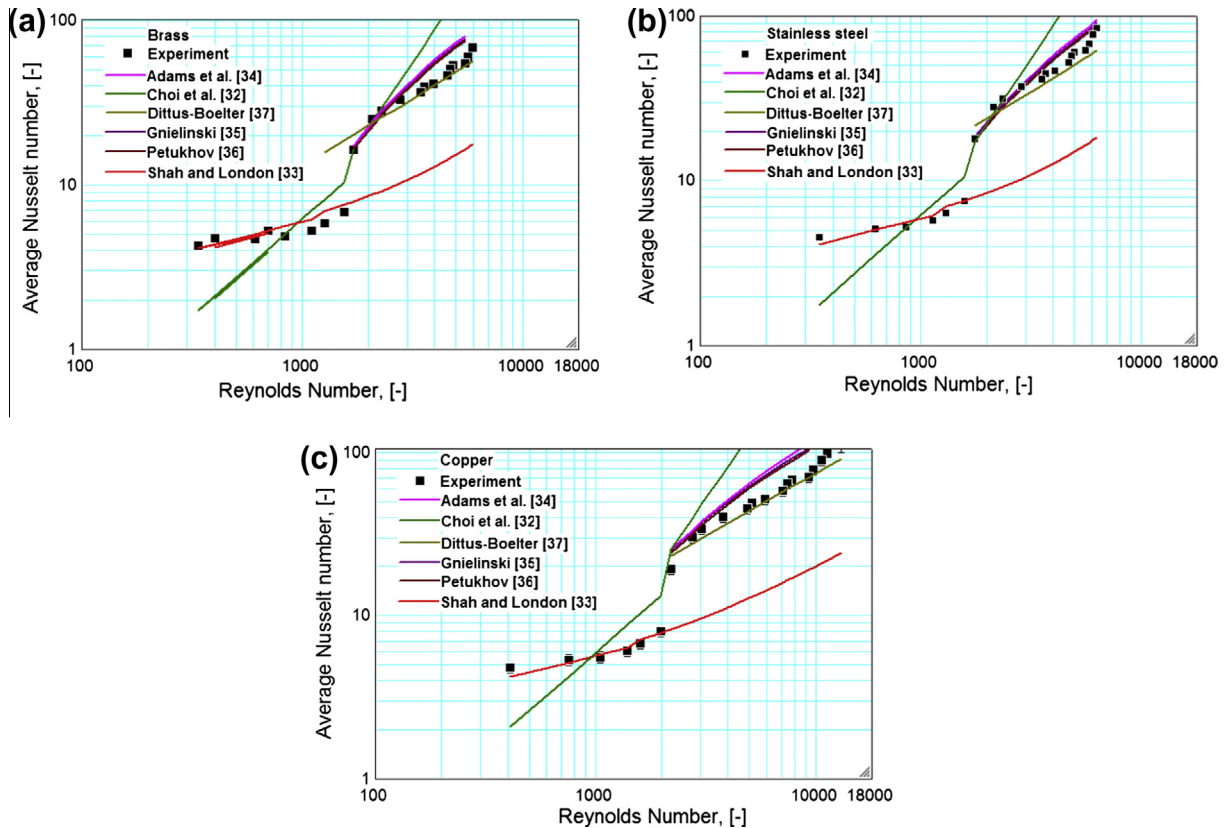 (a)
100
Brass
Experiment
Adams et al. [34]
Choi et al. [32]
Dittus-Boelter [37]
Gnielinski [35]
Petukhov [36]
Shah and London [33]
10
1
Average Nusselt number, [-]
100
1000
10000
18000
Reynolds Number, [-]
(b)
100
Stainless steel
Experiment
Adams et al. [34]
Choi et al. [32]
Dittus-Boelter [37]
Gnielinski [35]
Petukhov [36]
Shah and London [33]
10
1
Average Nusselt number, [-]
100
1000
10000
18000
Reynolds Number, [-]
(c)
100
Copper
Experiment
Adams et al. [34]
Choi et al. [32]
Dittus-Boelter [37]
Gnielinski [35]
Petukhov [36]
Shah and London [33]
10
1
Average Nusselt number, [-]
100
1000
10000
18000
Reynolds Number, [-]